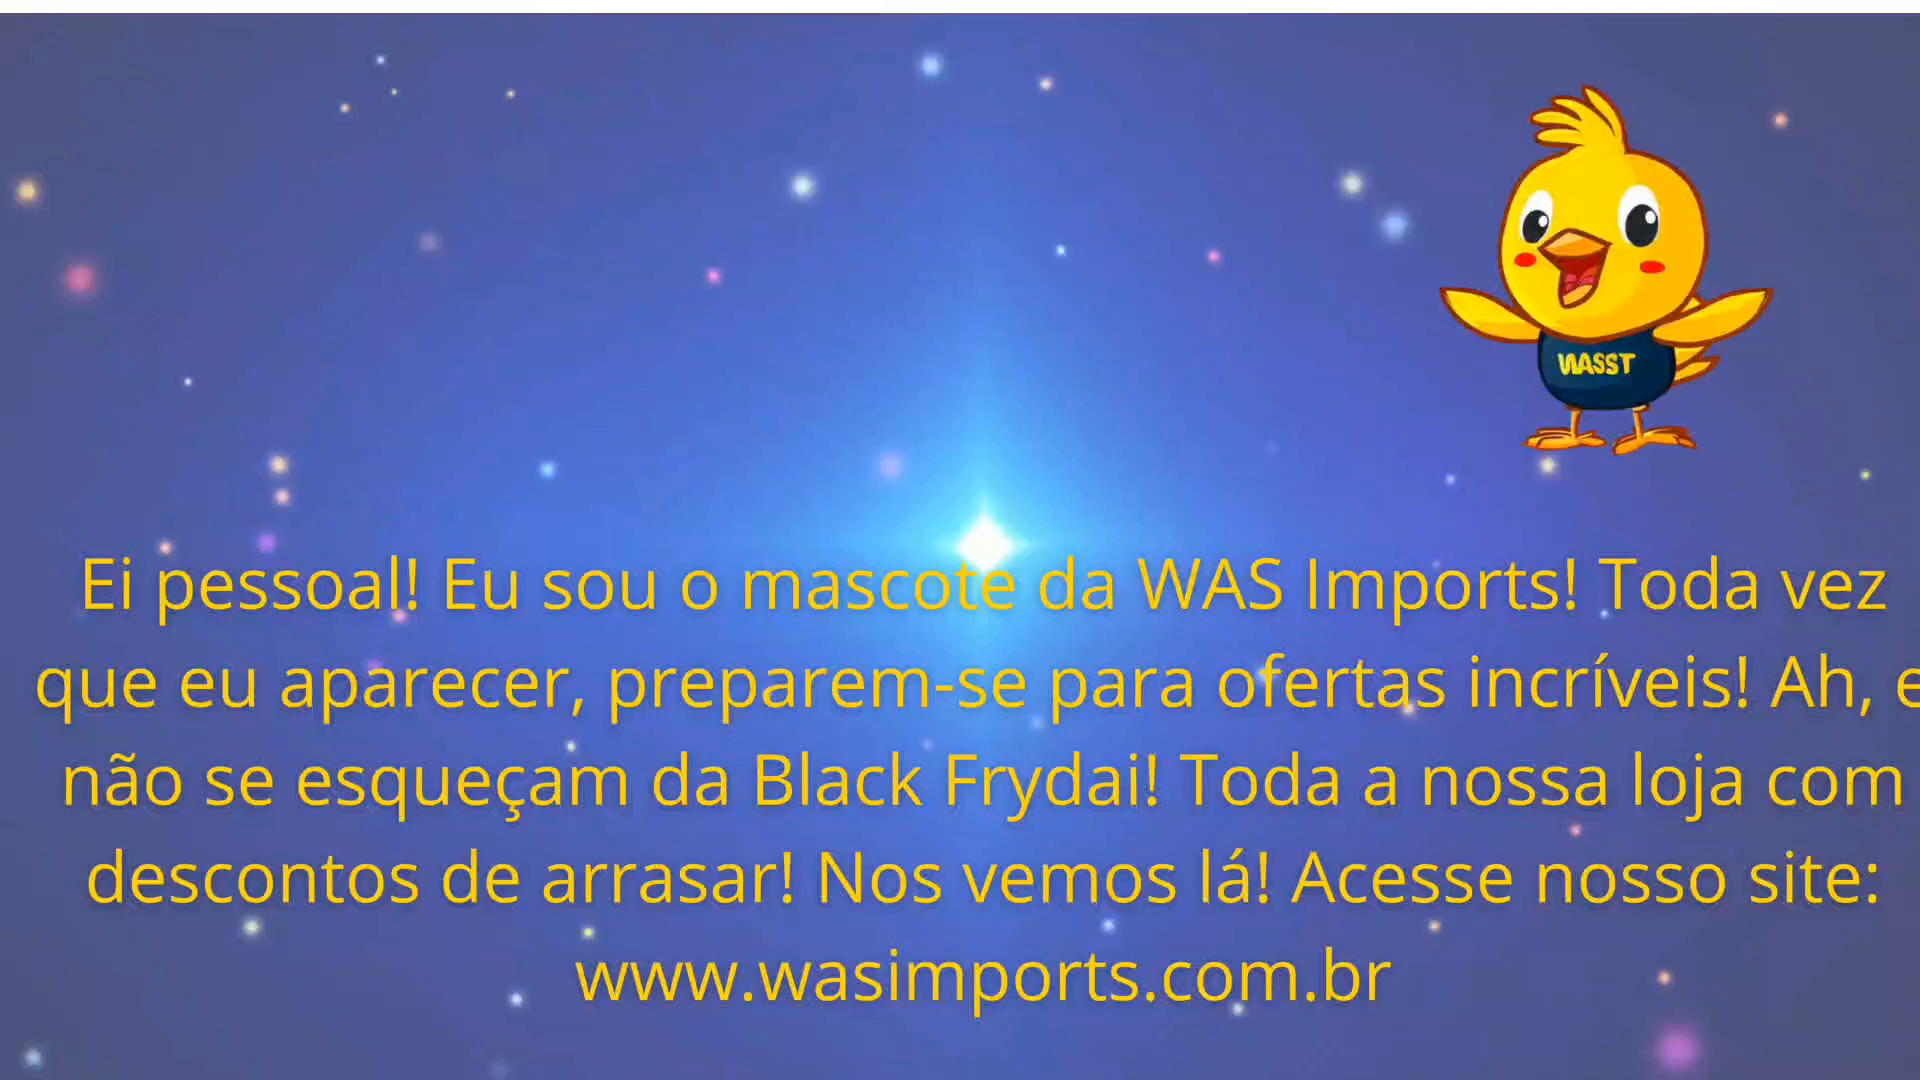 WASST
Ei pessoal! Eu sou o mascote da WAS Imports! Toda vez
que eu aparecer, preparem-se para ofertas incríveis! Ah, e
não se esqueçam da Black Frydai! Toda a nossa loja com
descontos de arrasar! Nos vemos lá! Acesse nosso site:
www.wasimports.com.br